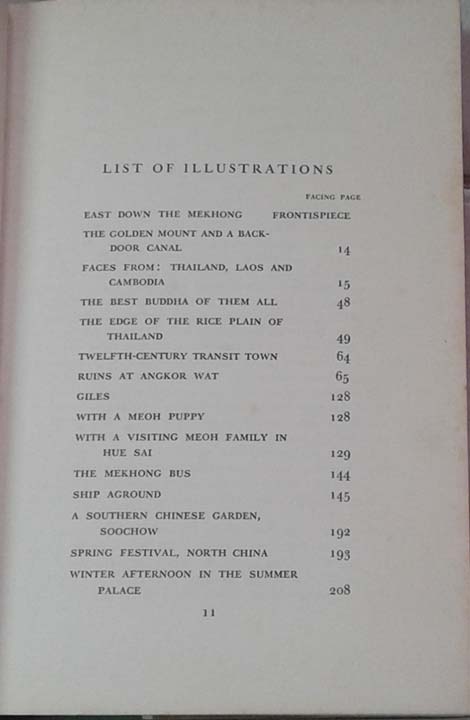 LIST OF ILLUSTRATIONS
FACING PAGE
EAST DOWN THE MEKHONG FRONTISPIECE
THE GOLDEN MOUNT AND A BACK-
DOOR CANAL 14
FACES FROM: THAILAND, LAOS AND
CAMBODIA 15
THE BEST BUDDHA OF THEM ALL 48
THE EDGE OF THE RICE PLAIN OF
THAILAND 49
TWELFTH-CENTURY TRANSIT TOWN 64
RUINS AT ANGKOR WAT 65
GILES 128
WITH A MEOH PUPPY 128
WITH A VISITING MEOH FAMILY IN
HUE SAI 129
THE MEKHONG BUS 144
SHIP AGROUND 145
A SOUTHERN CHINESE GARDEN,
SOOCHOW 192
SPRING FESTIVAL, NORTH CHINA 193
WINTER AFTERNOON IN THE SUMMER
PALACE 208
11